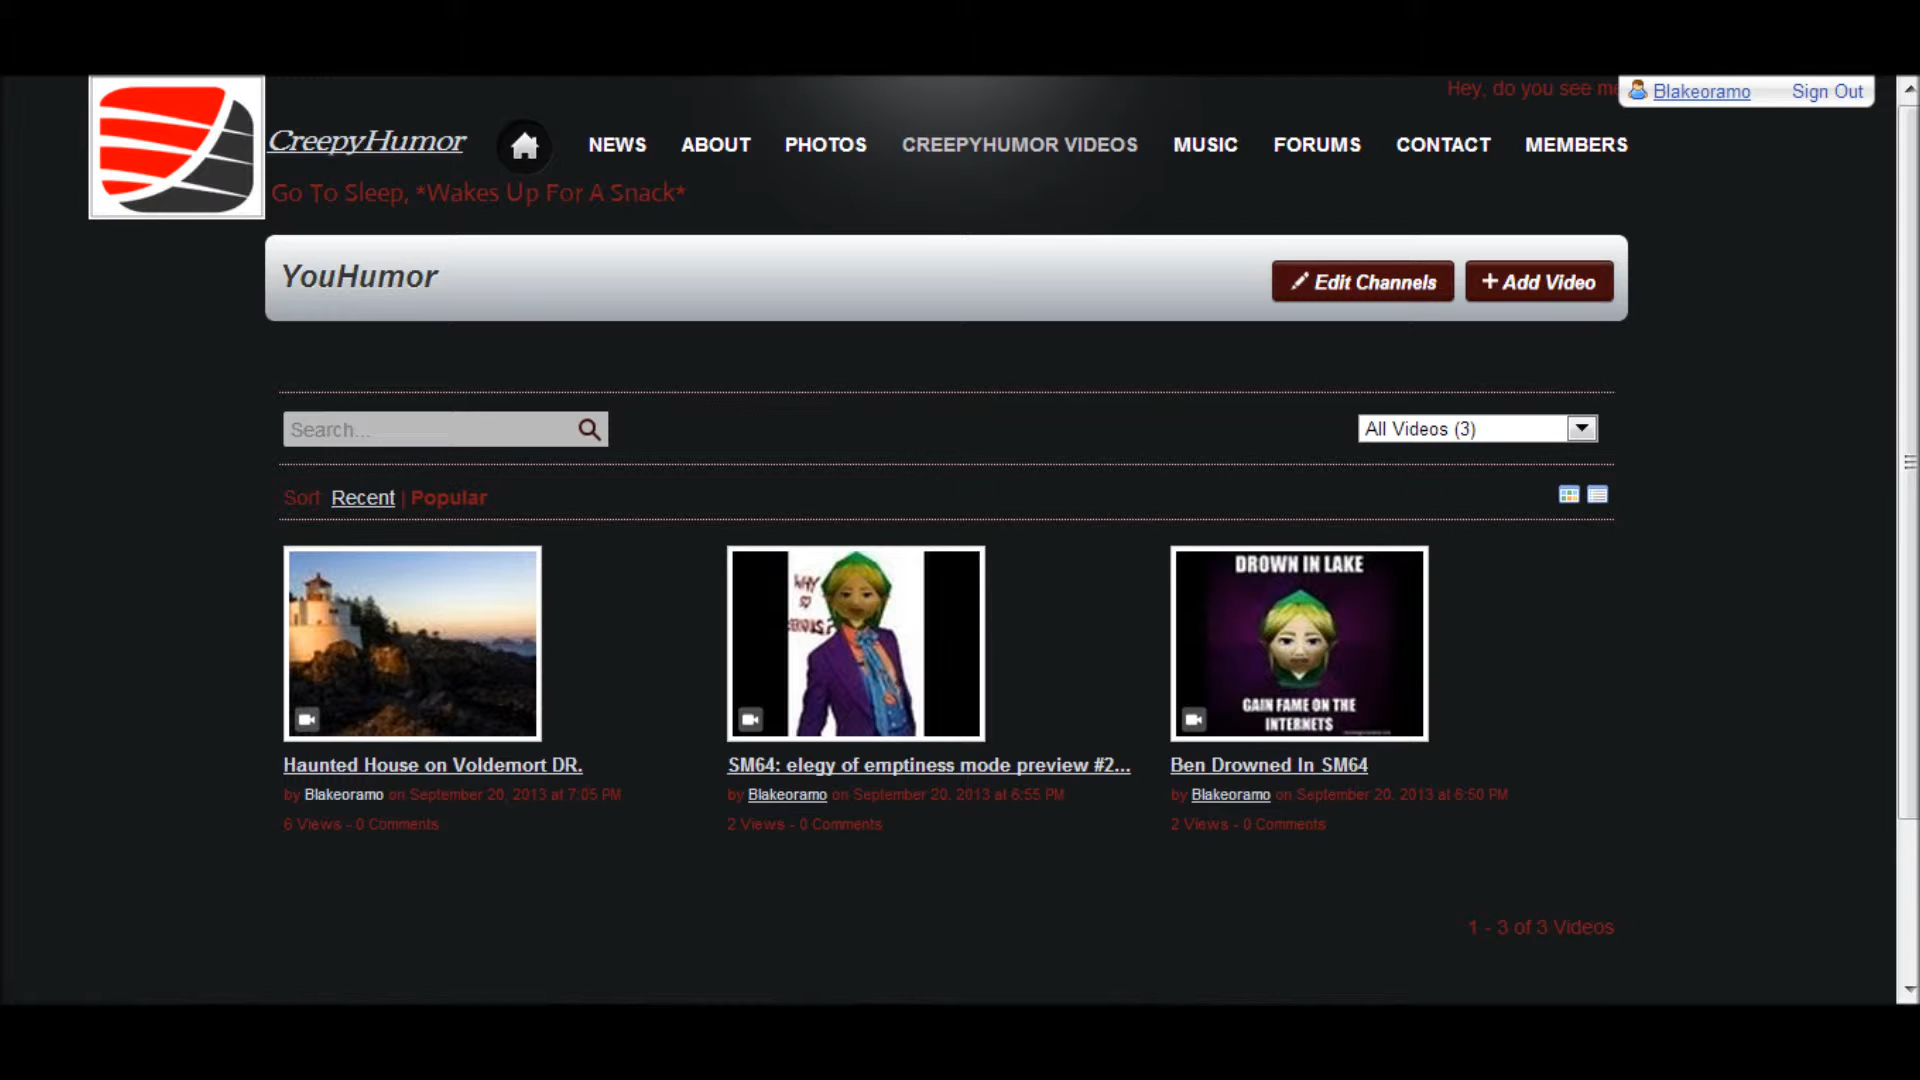 Hey, do you see me
Blakeoramo Sign Out
CreepyHumor
NEWS ABOUT PHOTOS CREEPYHUMOR VIDEOS MUSIC FORUMS CONTACT MEMBERS
Go To Sleep, *Wakes Up For A Snack*
YouHumor
Edit Channels
+ Add Video
Search...
All Videos (3)
Sort Recent | Popular
WHY
SO
SERIOUS?
DROWN IN LAKE
GAIN FAME ON THE
INTERNETS
Haunted House on Voldemort DR.
by Blakeoramo on September 20, 2013 at 7:05 PM
6 Views - 0 Comments
SM64: elegy of emptiness mode preview #2...
by Blakeoramo on September 20, 2013 at 6:55 PM
2 Views - 0 Comments
Ben Drowned In SM64
by Blakeoramo on September 20, 2013 at 6:50 PM
2 Views - 0 Comments
1 - 3 of 3 Videos